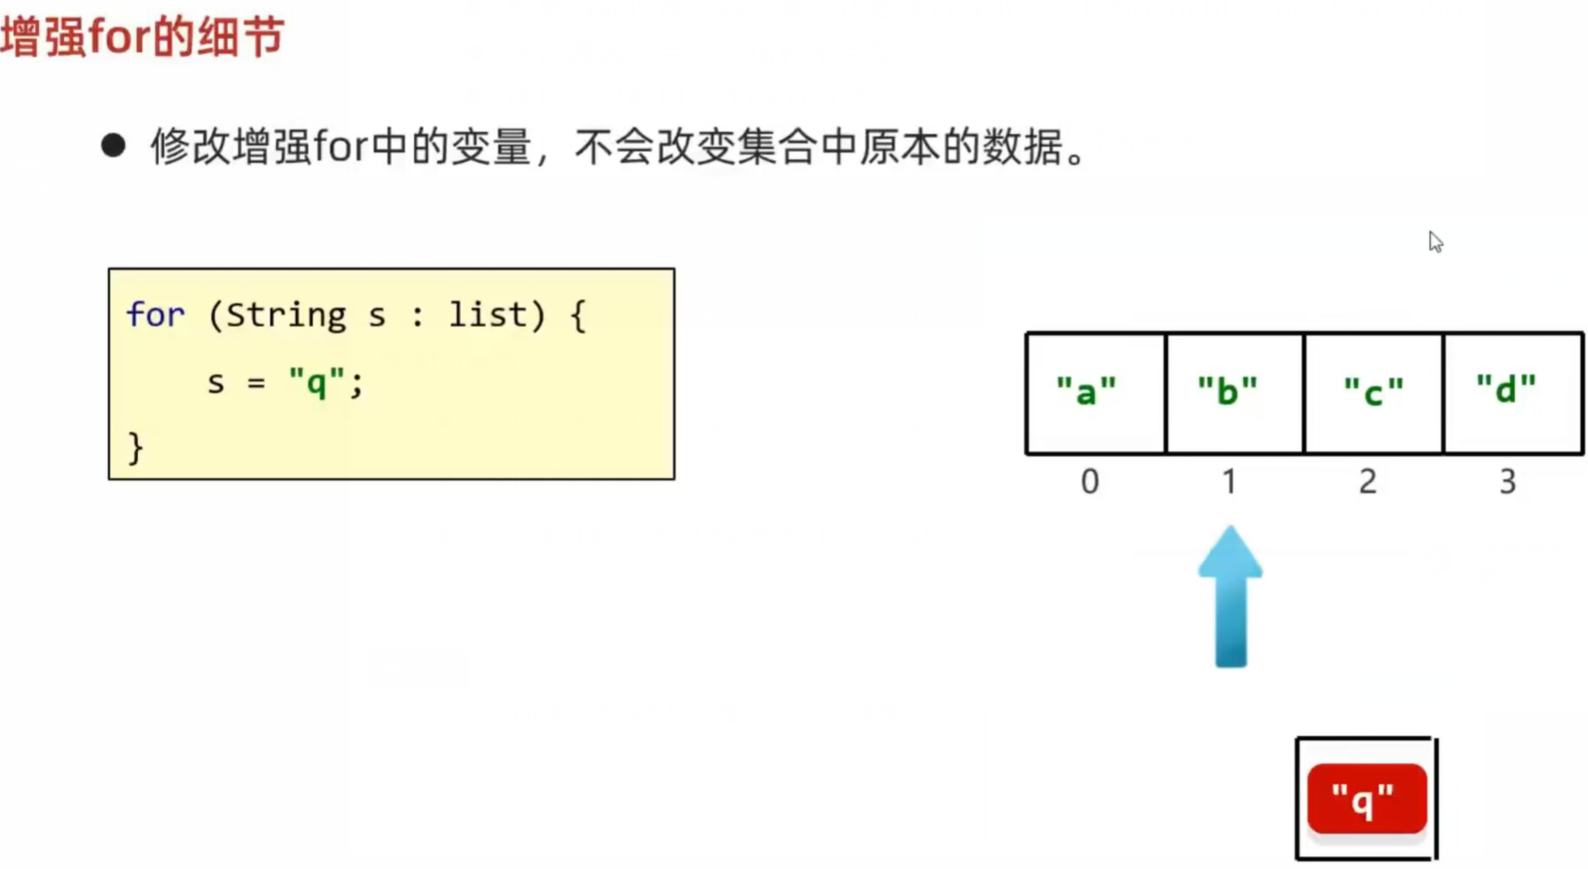 增强for的细节
● 修改增强for中的变量，不会改变集合中原本的数据。
for (String s : list) {
    s = "q";
}
"a" "b" "c" "d"
0 1 2 3
"q"